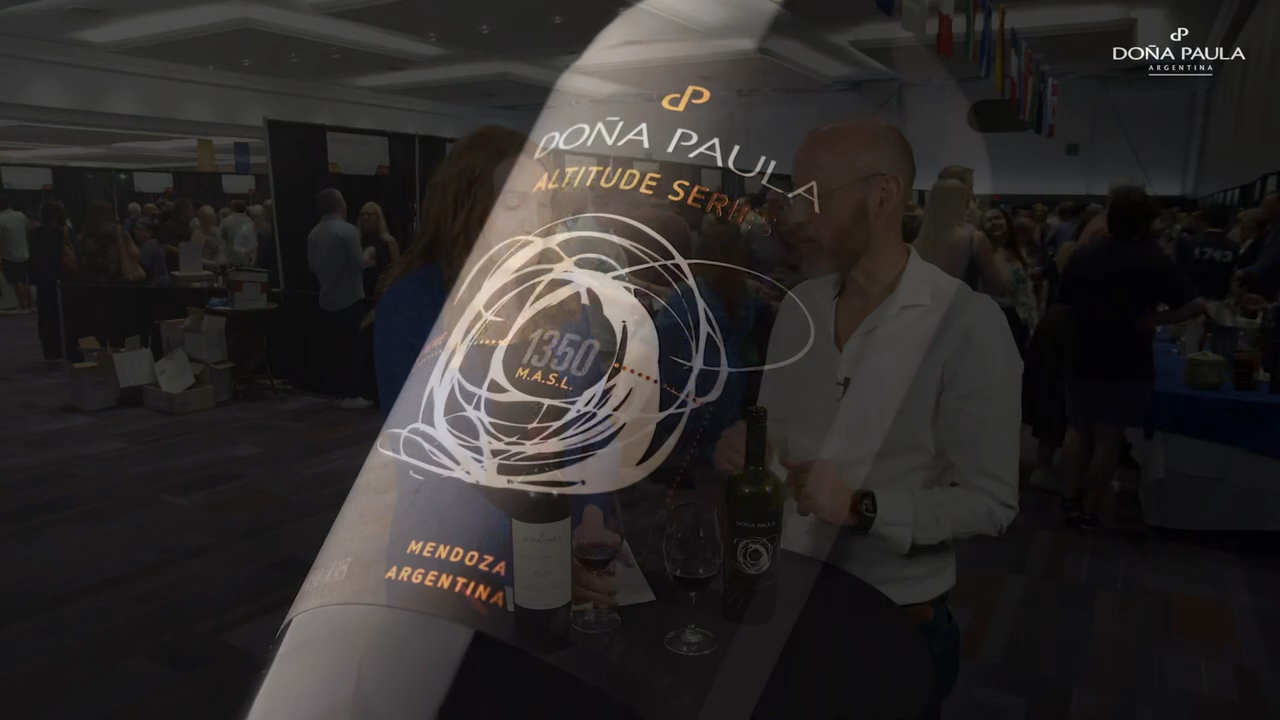 DOÑA PAULA
ARGENTINA
DOÑA PAULA
ALTITUDE SERIES
1350
M.A.S.L.
MENDOZA
ARGENTINA
DOÑA PAULA
1743